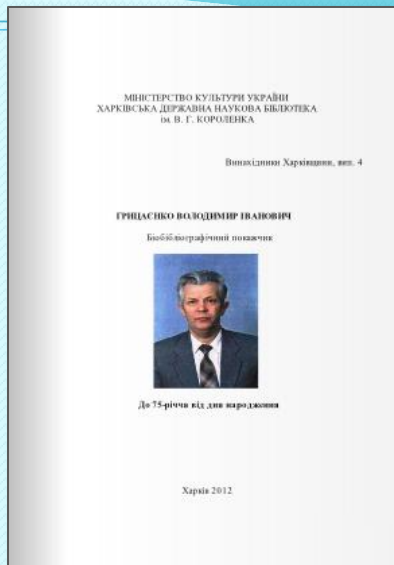 МІНІСТЕРСТВО КУЛЬТУРИ УКРАЇНИ
ХАРКІВСЬКА ДЕРЖАВНА НАУКОВА БІБЛІОТЕКА
ім. В. Г. КОРОЛЕНКА
Винахідники Харківщини, вип. 4
ГРИЦАЄНКО ВОЛОДИМИР ІВАНОВИЧ
Біобібліографічний покажчик
До 75-річчя від дня народження
Харків 2012